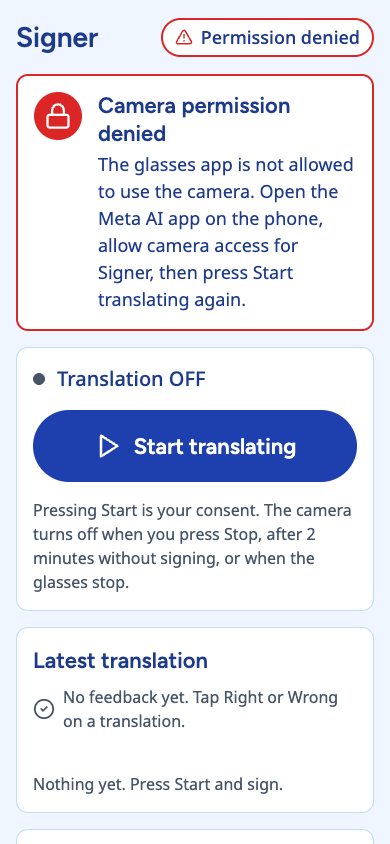 Signer
Permission denied
Camera permission
denied
The glasses app is not allowed
to use the camera. Open the
Meta AI app on the phone,
allow camera access for
Signer, then press Start
translating again.
Translation OFF
Start translating
Pressing Start is your consent. The camera
turns off when you press Stop, after 2
minutes without signing, or when the
glasses stop.
Latest translation
No feedback yet. Tap Right or Wrong
on a translation.
Nothing yet. Press Start and sign.